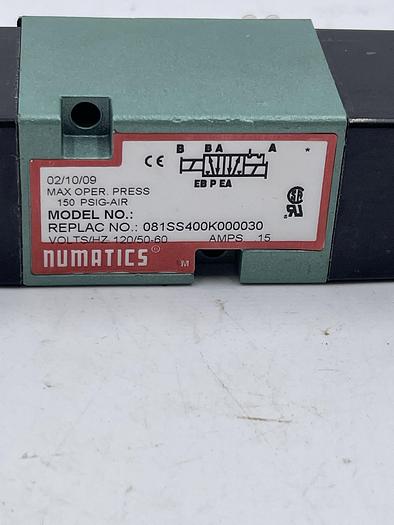 B BA A *
CE
EB P EA
02/10/09
MAX OPER. PRESS
150 PSIG-AIR
MODEL NO.:
REPLAC NO.: 081SS400K000030
VOLTS/HZ 120/50-60 AMPS .15
numatics